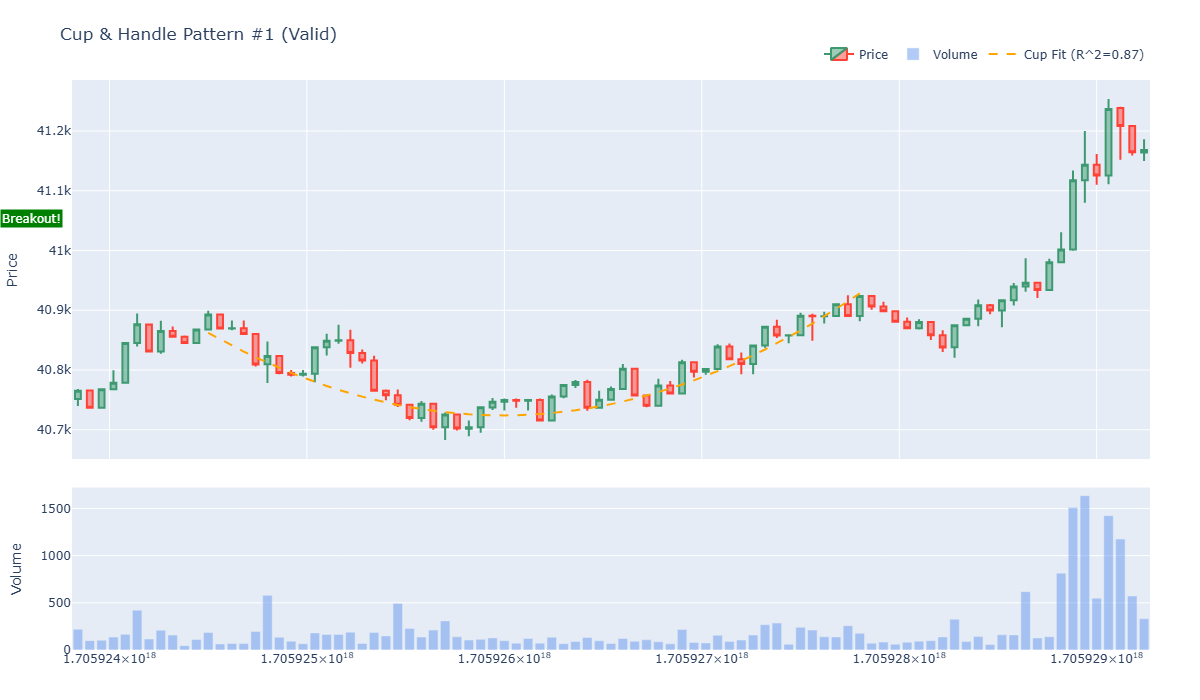 Cup & Handle Pattern #1 (Valid)
Price
Volume
Cup Fit (R^2=0.87)
41.2k
41.1k
Breakout!
41k
Price
40.9k
40.8k
40.7k
1500
1000
Volume
500
0
1.705924×10¹⁸
1.705925×10¹⁸
1.705926×10¹⁸
1.705927×10¹⁸
1.705928×10¹⁸
1.705929×10¹⁸